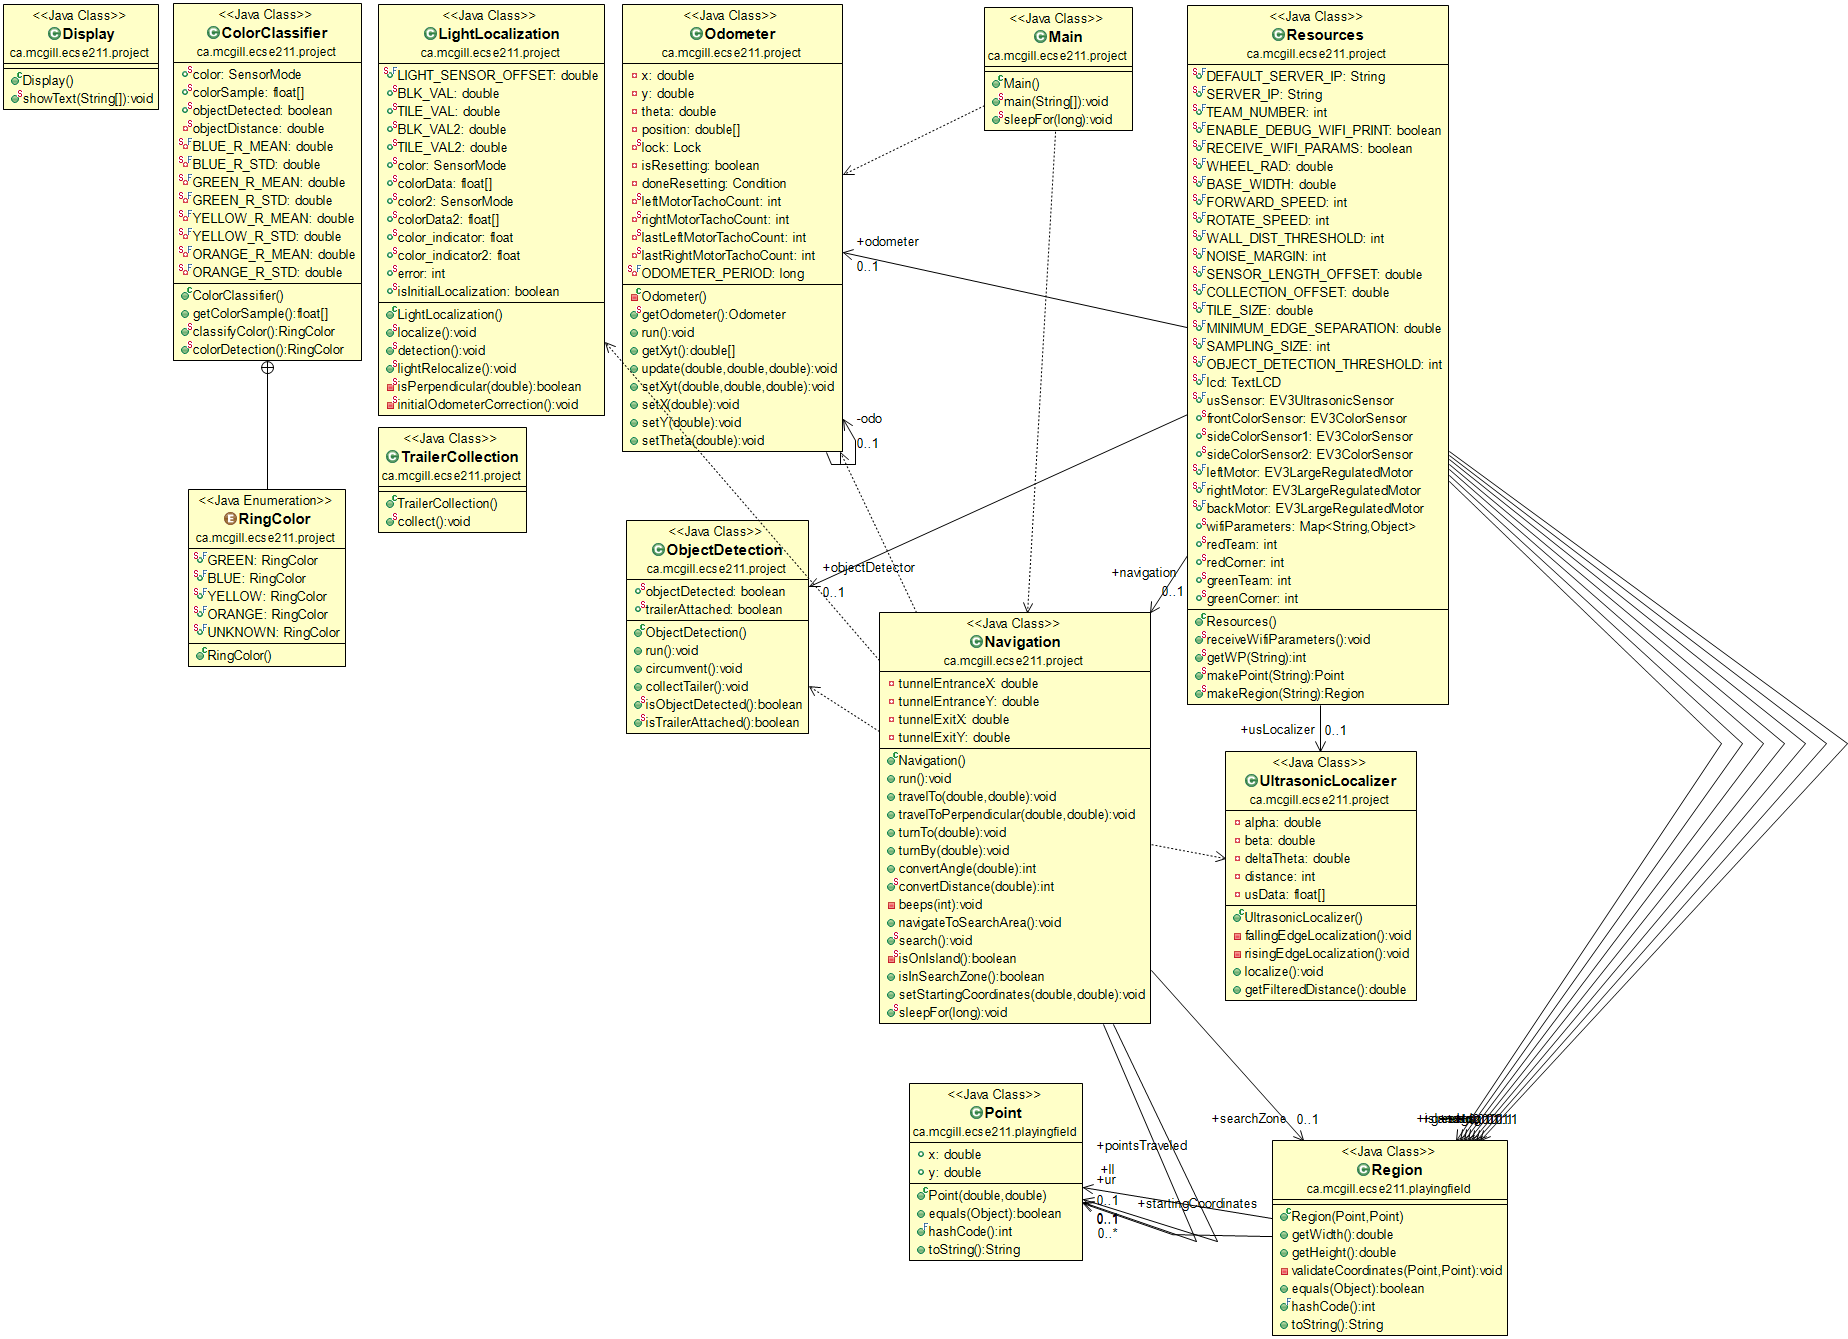 <<Java Class>>
Display
ca.mcgill.ecse211.project
Display()
showText(String[]):void
<<Java Class>>
ColorClassifier
ca.mcgill.ecse211.project
color: SensorMode
colorSample: float[]
objectDetected: boolean
objectDistance: double
BLUE_R_MEAN: double
BLUE_R_STD: double
GREEN_R_MEAN: double
GREEN_R_STD: double
YELLOW_R_MEAN: double
YELLOW_R_STD: double
ORANGE_R_MEAN: double
ORANGE_R_STD: double
ColorClassifier()
getColorSample():float[]
classifyColor():RingColor
colorDetection():RingColor
<<Java Enumeration>>
RingColor
ca.mcgill.ecse211.project
GREEN: RingColor
BLUE: RingColor
YELLOW: RingColor
ORANGE: RingColor
UNKNOWN: RingColor
RingColor()
<<Java Class>>
LightLocalization
ca.mcgill.ecse211.project
LIGHT_SENSOR_OFFSET: double
BLK_VAL: double
TILE_VAL: double
BLK_VAL2: double
TILE_VAL2: double
color: SensorMode
colorData: float[]
color2: SensorMode
colorData2: float[]
color_indicator: float
color_indicator2: float
error: int
isInitialLocalization: boolean
LightLocalization()
localize():void
detection():void
lightRelocalize():void
isPerpendicular(double):boolean
initialOdometerCorrection():void
<<Java Class>>
TrailerCollection
ca.mcgill.ecse211.project
TrailerCollection()
collect():void
<<Java Class>>
Odometer
ca.mcgill.ecse211.project
x: double
y: double
theta: double
position: double[]
lock: Lock
isResetting: boolean
doneResetting: Condition
leftMotorTachoCount: int
rightMotorTachoCount: int
lastLeftMotorTachoCount: int
lastRightMotorTachoCount: int
ODOMETER_PERIOD: long
Odometer()
getOdometer():Odometer
run():void
getXyt():double[]
update(double,double,double):void
setXyt(double,double,double):void
setX(double):void
setY(double):void
setTheta(double):void
-odo
0..1
+odometer
0..1
<<Java Class>>
ObjectDetection
ca.mcgill.ecse211.project
objectDetected: boolean
trailerAttached: boolean
ObjectDetection()
run():void
circumvent():void
collectTailer():void
isObjectDetected():boolean
isTrailerAttached():boolean
+objectDetector
0..1
<<Java Class>>
Main
ca.mcgill.ecse211.project
Main()
main(String[]):void
sleepFor(long):void
+navigation
0..1
<<Java Class>>
Navigation
ca.mcgill.ecse211.project
tunnelEntranceX: double
tunnelEntranceY: double
tunnelExitX: double
tunnelExitY: double
Navigation()
run():void
travelTo(double,double):void
travelToPerpendicular(double,double):void
turnTo(double):void
turnBy(double):void
convertAngle(double):int
convertDistance(double):int
beeps(int):void
navigateToSearchArea():void
search():void
isOnIsland():boolean
isInSearchZone():boolean
setStartingCoordinates(double,double):void
sleepFor(long):void
<<Java Class>>
Resources
ca.mcgill.ecse211.project
DEFAULT_SERVER_IP: String
SERVER_IP: String
TEAM_NUMBER: int
ENABLE_DEBUG_WIFI_PRINT: boolean
RECEIVE_WIFI_PARAMS: boolean
WHEEL_RAD: double
BASE_WIDTH: double
FORWARD_SPEED: int
ROTATE_SPEED: int
WALL_DIST_THRESHOLD: int
NOISE_MARGIN: int
SENSOR_LENGTH_OFFSET: double
COLLECTION_OFFSET: double
TILE_SIZE: double
MINIMUM_EDGE_SEPARATION: double
SAMPLING_SIZE: int
OBJECT_DETECTION_THRESHOLD: int
lcd: TextLCD
usSensor: EV3UltrasonicSensor
frontColorSensor: EV3ColorSensor
sideColorSensor1: EV3ColorSensor
sideColorSensor2: EV3ColorSensor
leftMotor: EV3LargeRegulatedMotor
rightMotor: EV3LargeRegulatedMotor
backMotor: EV3LargeRegulatedMotor
wifiParameters: Map<String,Object>
redTeam: int
redCorner: int
greenTeam: int
greenCorner: int
Resources()
receiveWifiParameters():void
getWP(String):int
makePoint(String):Point
makeRegion(String):Region
+usLocalizer
0..1
<<Java Class>>
UltrasonicLocalizer
ca.mcgill.ecse211.project
alpha: double
beta: double
deltaTheta: double
distance: int
usData: float[]
UltrasonicLocalizer()
fallingEdgeLocalization():void
risingEdgeLocalization():void
localize():void
getFilteredDistance():double
<<Java Class>>
Point
ca.mcgill.ecse211.playingfield
x: double
y: double
Point(double,double)
equals(Object):boolean
hashCode():int
toString():String
+pointsTraveled
+ll
+ur
0..1
0..1
0..*
+startingCoordinates
+searchZone
0..1
<<Java Class>>
Region
ca.mcgill.ecse211.playingfield
Region(Point,Point)
getWidth():double
getHeight():double
validateCoordinates(Point,Point):void
equals(Object):boolean
hashCode():int
toString():String